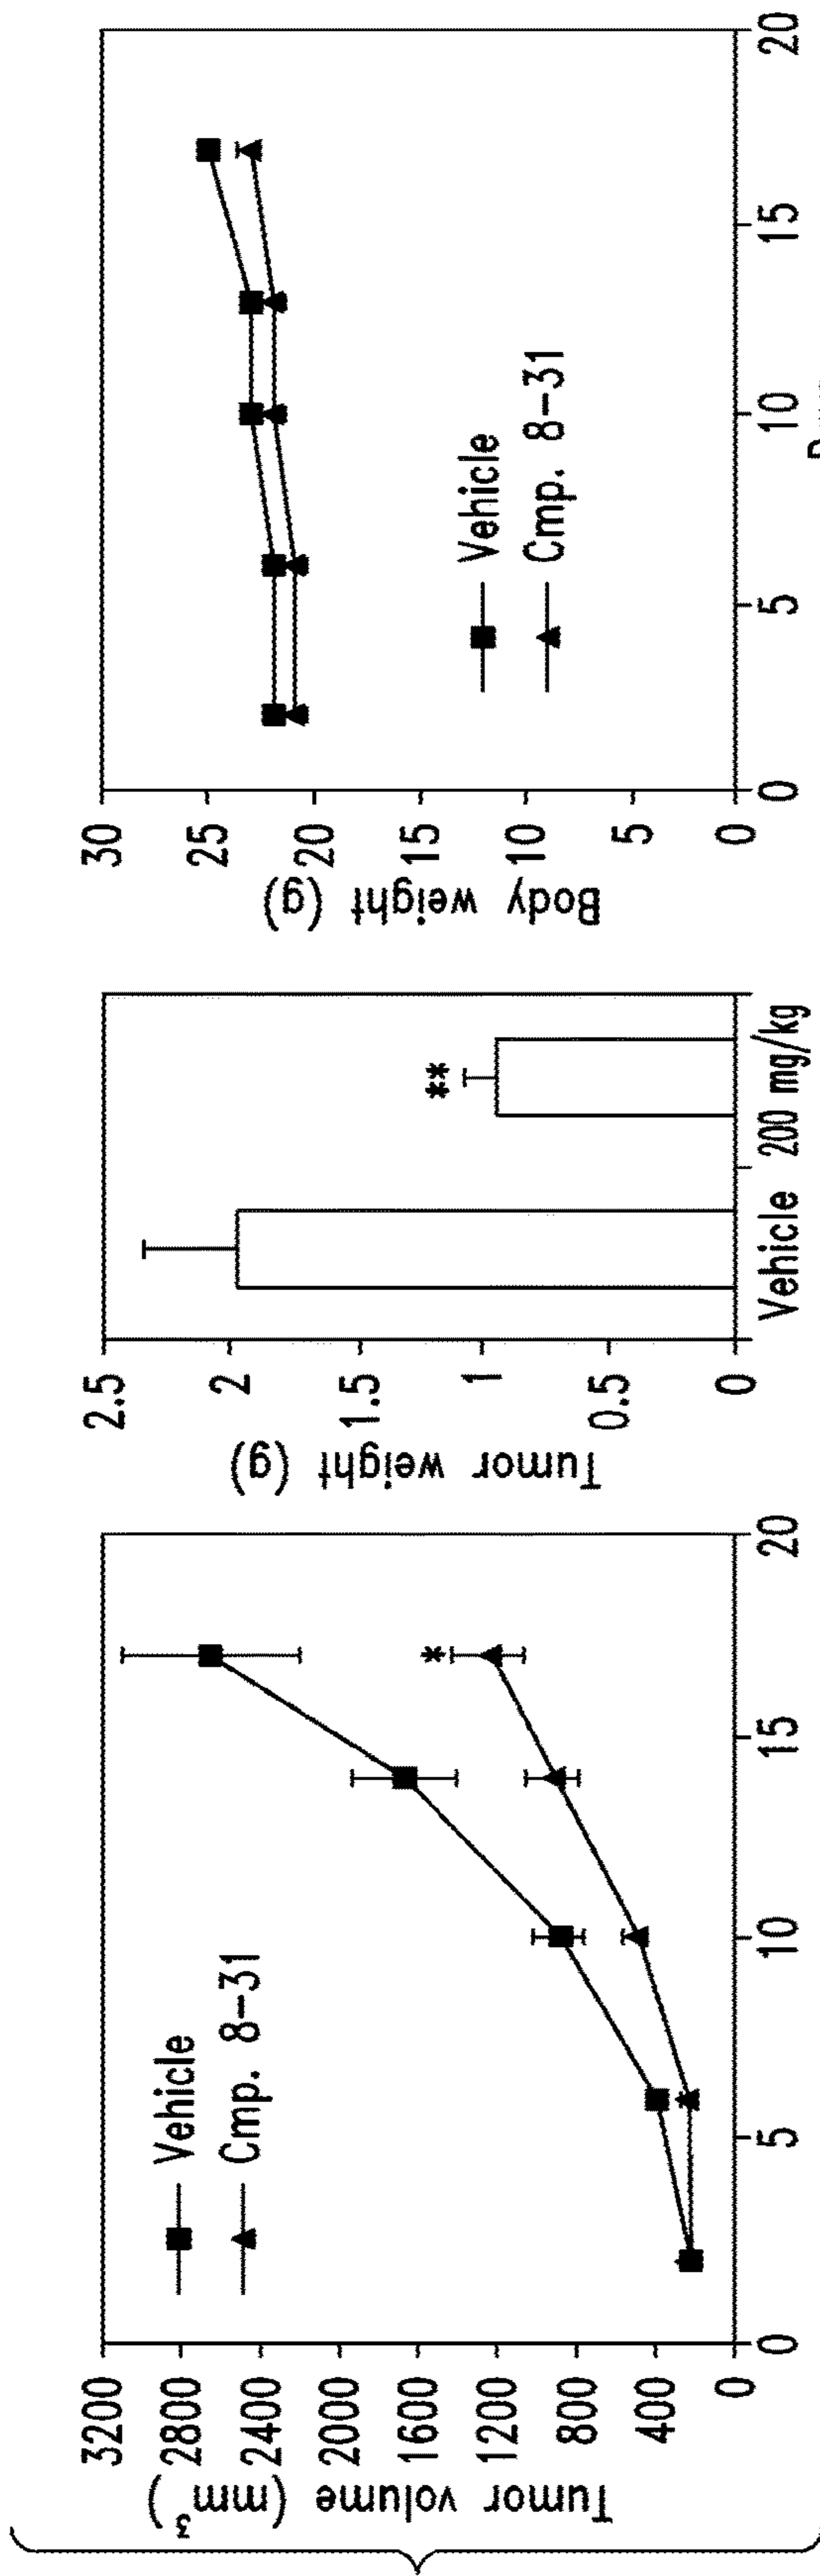 Tumor volume (mm³)
3200
2800
2400
2000
1600
1200
800
400
0
Vehicle
Cmp. 8-31
*
0 5 10 15 20
Tumor weight (g)
2.5
2
1.5
1
0.5
0
**
Vehicle 200 mg/kg
Body weight (g)
30
25
20
15
10
5
0
Vehicle
Cmp. 8-31
0 5 10 15 20